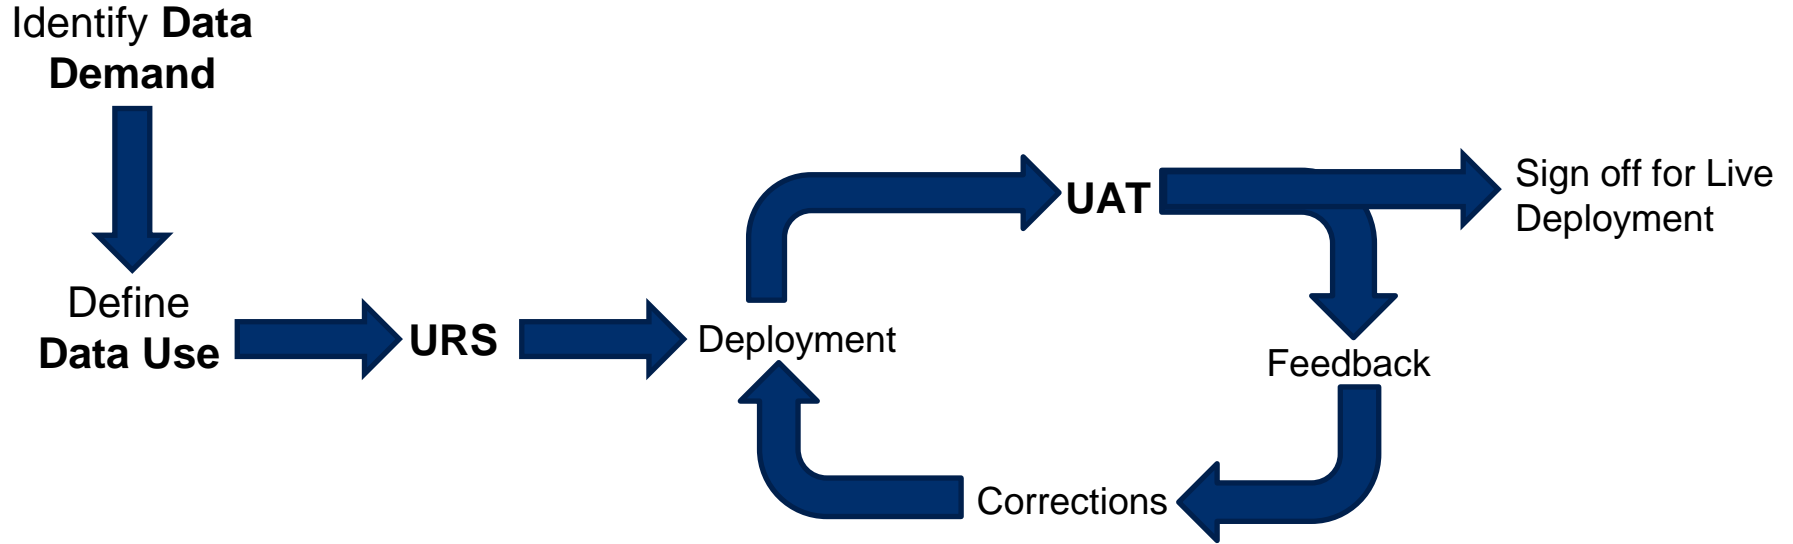 Identify Data
Demand
Define
Data Use
URS
Deployment
UAT
Sign off for Live
Deployment
Feedback
Corrections